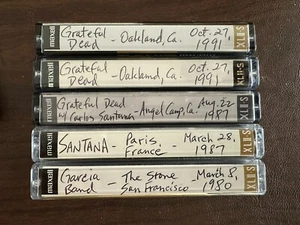 maxell
Grateful Dead - Oakland, Ca. Oct. 27, 1991
XLII-S
maxell
Grateful Dead - Oakland, Ca. Oct. 27, 1991
XLII-S
maxell
Grateful Dead w/ Carlos Santana - Angel Camp, Ca. Aug. 22 1987
XLII S
maxell
SANTANA - Paris, France - March 28, 1987
XLII S
maxell
Garcia Band - The Stone San Francisco - March 8, 1980
XLII S